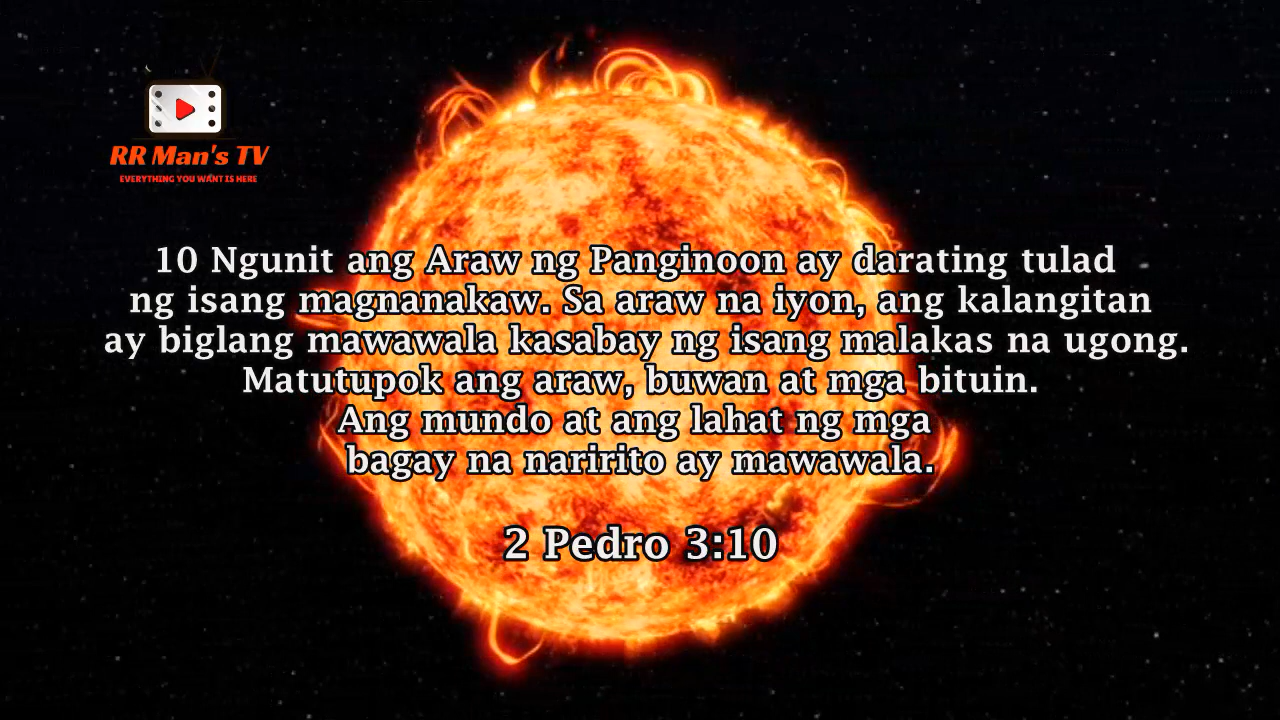 RR Man's TV
EVERYTHING YOU WANT IS HERE
10 Ngunit ang Araw ng Panginoon ay darating tulad
ng isang magnanakaw. Sa araw na iyon, ang kalangitan
ay biglang mawawala kasabay ng isang malakas na ugong.
Matutupok ang araw, buwan at mga bituin.
Ang mundo at ang lahat ng mga
bagay na naririto ay mawawala.
2 Pedro 3:10